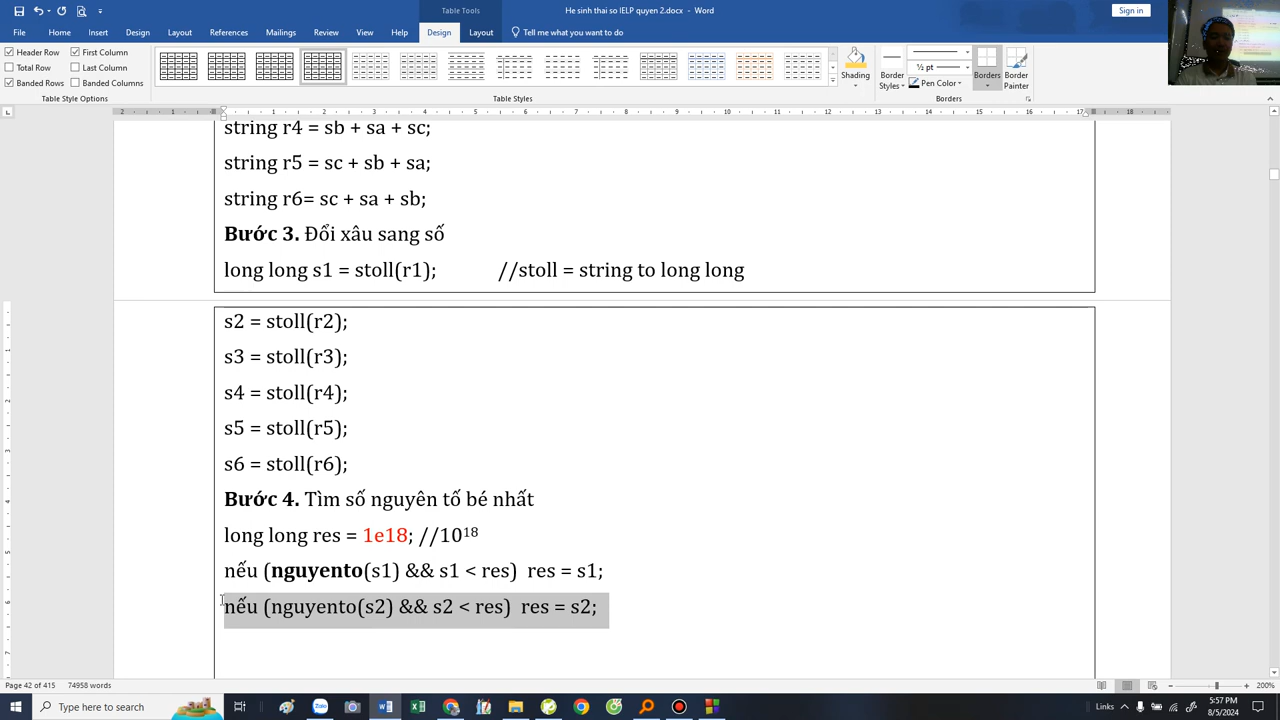 Table Tools
He sinh thai so IELP quyen 2.docx - Word
Sign in
File Home Insert Design Layout References Mailings Review View Help Design Layout Tell me what you want to do
Header Row First Column
Total Row Last Column
Banded Rows Banded Columns
Shading
Border Styles
½ pt
Pen Color
Borders
Border Painter
Table Style Options
Table Styles
Borders
string r4 = sb + sa + sc;
string r5 = sc + sb + sa;
string r6= sc + sa + sb;
Bước 3. Đổi xâu sang số
long long s1 = stoll(r1); //stoll = string to long long
s2 = stoll(r2);
s3 = stoll(r3);
s4 = stoll(r4);
s5 = stoll(r5);
s6 = stoll(r6);
Bước 4. Tìm số nguyên tố bé nhất
long long res = 1e18; //10¹⁸
nếu (nguyento(s1) && s1 < res) res = s1;
nếu (nguyento(s2) && s2 < res) res = s2;
Page 42 of 415 74958 words
200%
Type here to search
Links
5:57 PM
8/5/2024